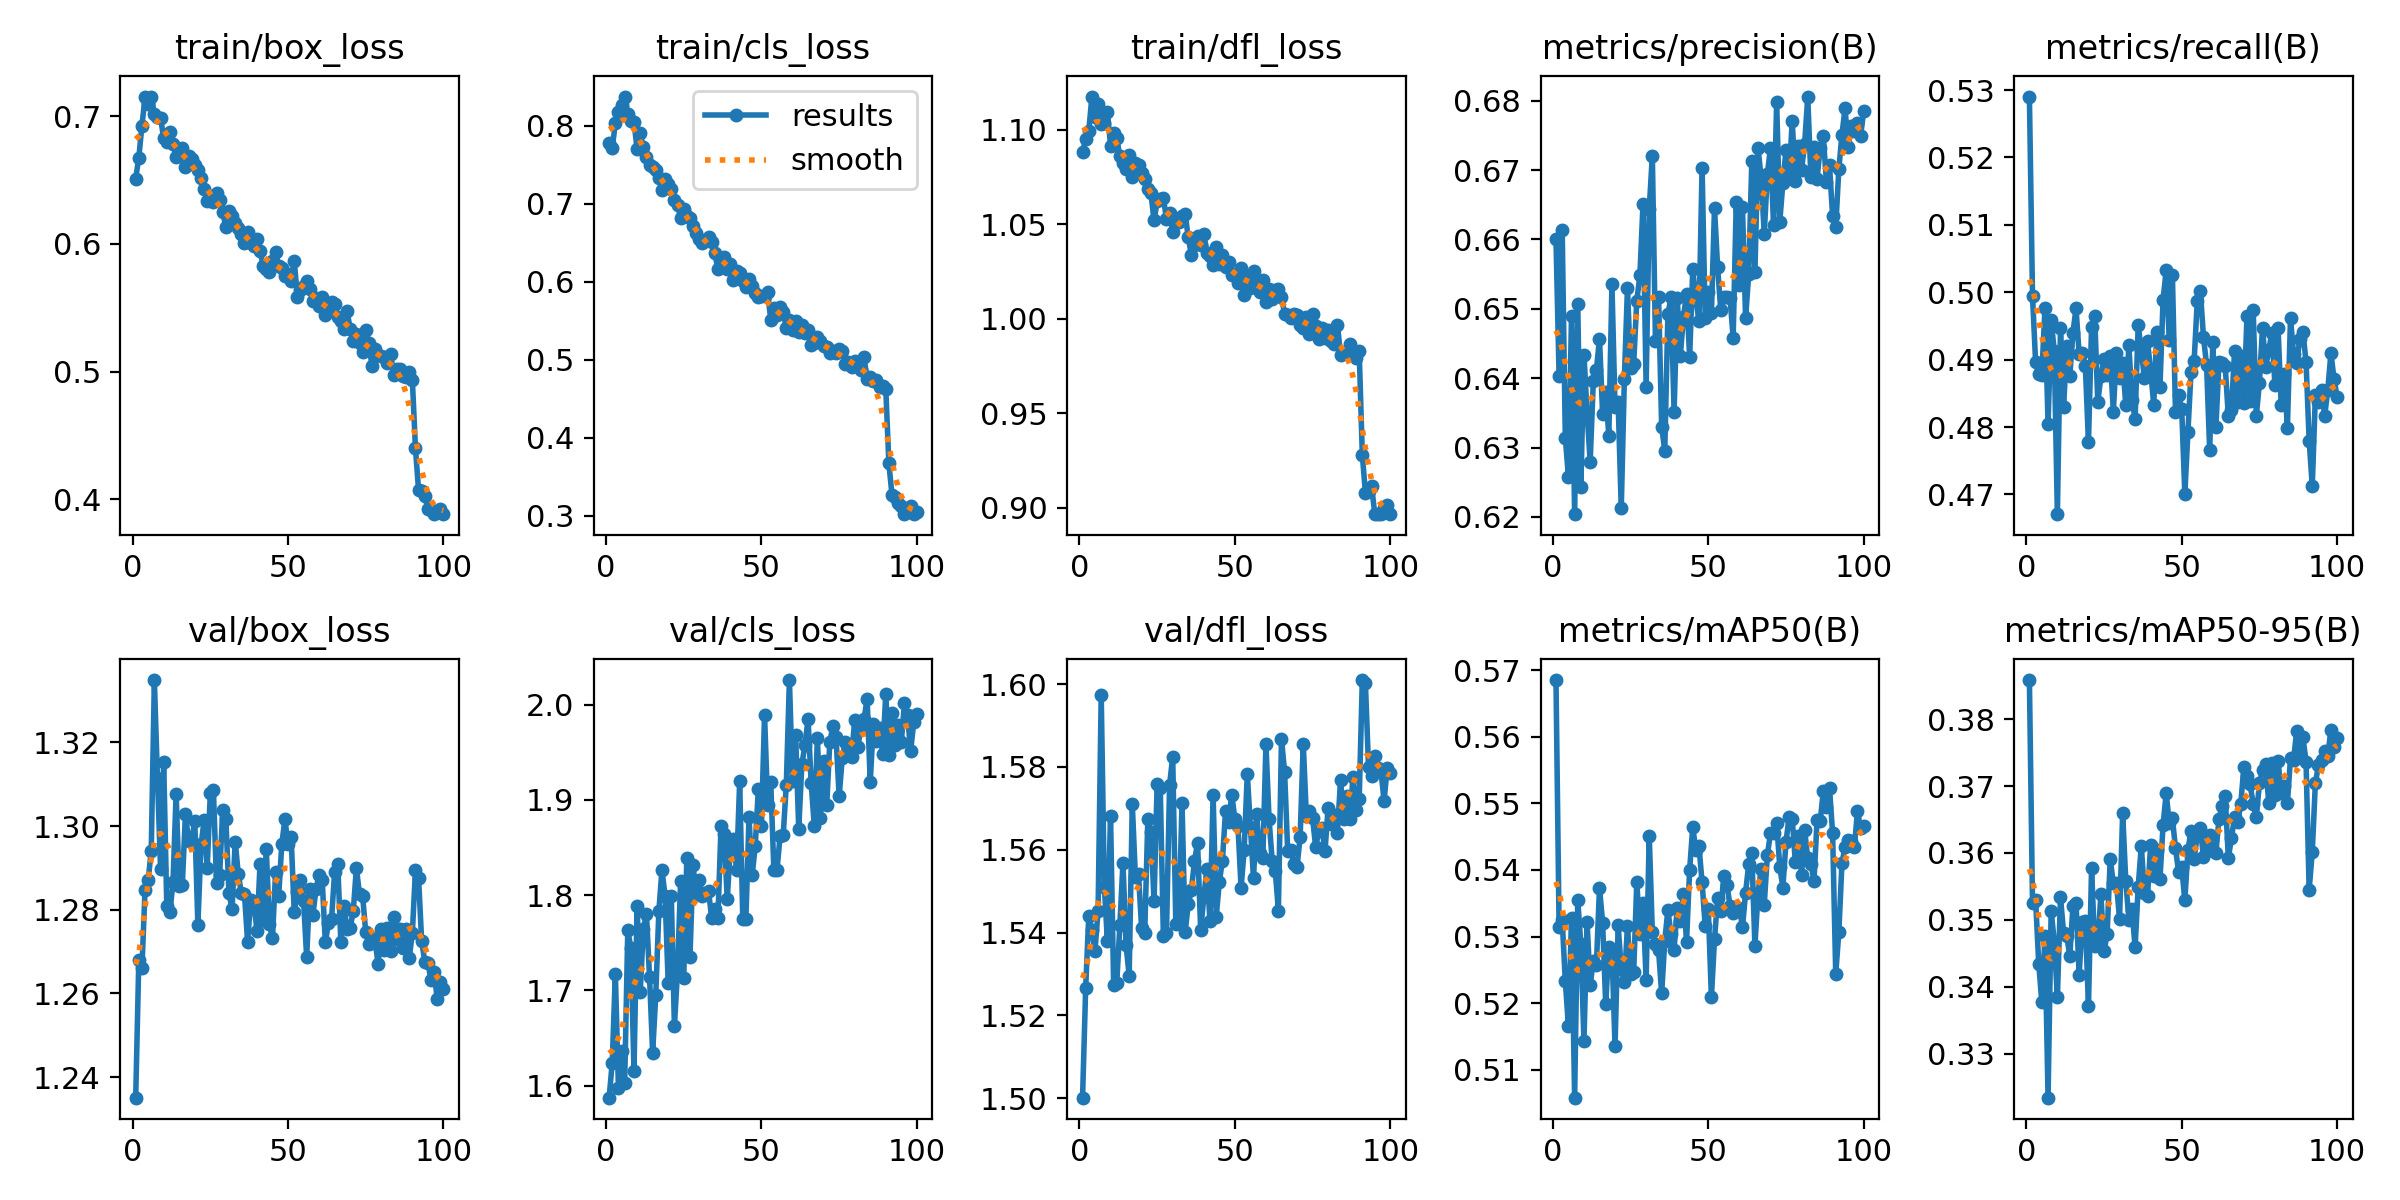 train/box_loss
train/cls_loss
train/dfl_loss
metrics/precision(B)
metrics/recall(B)
0.7
0.6
0.5
0.4
0 50 100
results
smooth
0.8
0.7
0.6
0.5
0.4
0.3
0 50 100
1.10
1.05
1.00
0.95
0.90
0 50 100
0.68
0.67
0.66
0.65
0.64
0.63
0.62
0 50 100
0.53
0.52
0.51
0.50
0.49
0.48
0.47
0 50 100
val/box_loss
val/cls_loss
val/dfl_loss
metrics/mAP50(B)
metrics/mAP50-95(B)
1.32
1.30
1.28
1.26
1.24
0 50 100
2.0
1.9
1.8
1.7
1.6
0 50 100
1.60
1.58
1.56
1.54
1.52
1.50
0 50 100
0.57
0.56
0.55
0.54
0.53
0.52
0.51
0 50 100
0.38
0.37
0.36
0.35
0.34
0.33
0 50 100